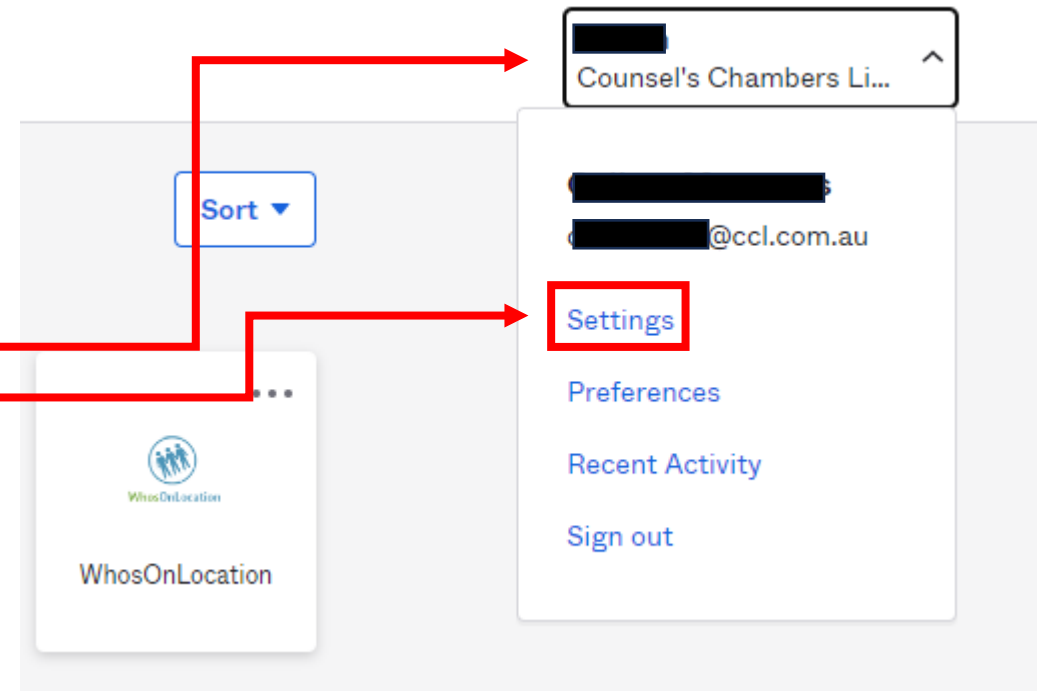 Counsel's Chambers Li...
@ccl.com.au
Sort
Settings
Preferences
Recent Activity
Sign out
WhosOnLocation
WhosOnLocation